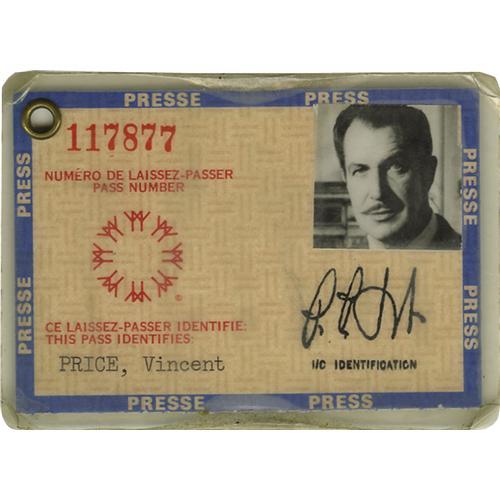 PRESSE PRESS
117877
NUMÉRO DE LAISSEZ-PASSER
PASS NUMBER
PRESS
PRESSE
PRESSE
PRESS
®
CE LAISSEZ-PASSER IDENTIFIE:
THIS PASS IDENTIFIES:
PRICE, Vincent
I/C IDENTIFICATION
PRESSE PRESS